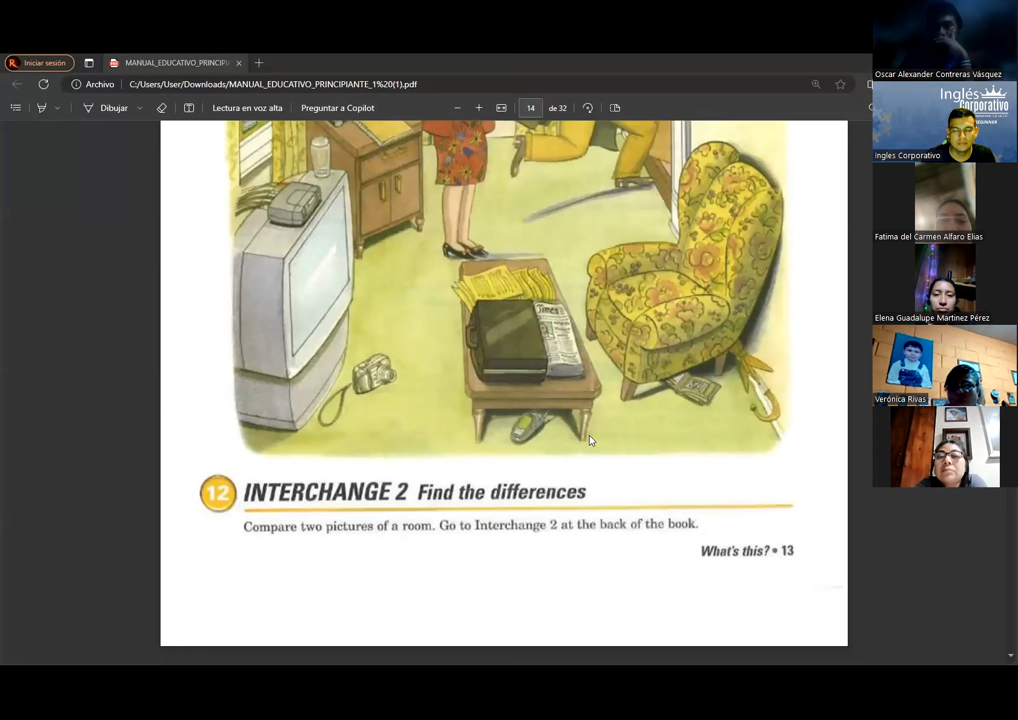 Iniciar sesión
MANUAL_EDUCATIVO_PRINCIPI
Archivo
C:/Users/User/Downloads/MANUAL_EDUCATIVO_PRINCIPIANTE_1%20(1).pdf
Dibujar
Lectura en voz alta
Preguntar a Copilot
14
de 32
Times
12 INTERCHANGE 2 Find the differences
Compare two pictures of a room. Go to Interchange 2 at the back of the book.
What's this? • 13
Oscar Alexander Contreras Vásquez
Inglés
Corporativo
Ingles Corporativo
Fatima del Carmen Alfaro Elias
Elena Guadalupe Martinez Pérez
Verónica Rivas